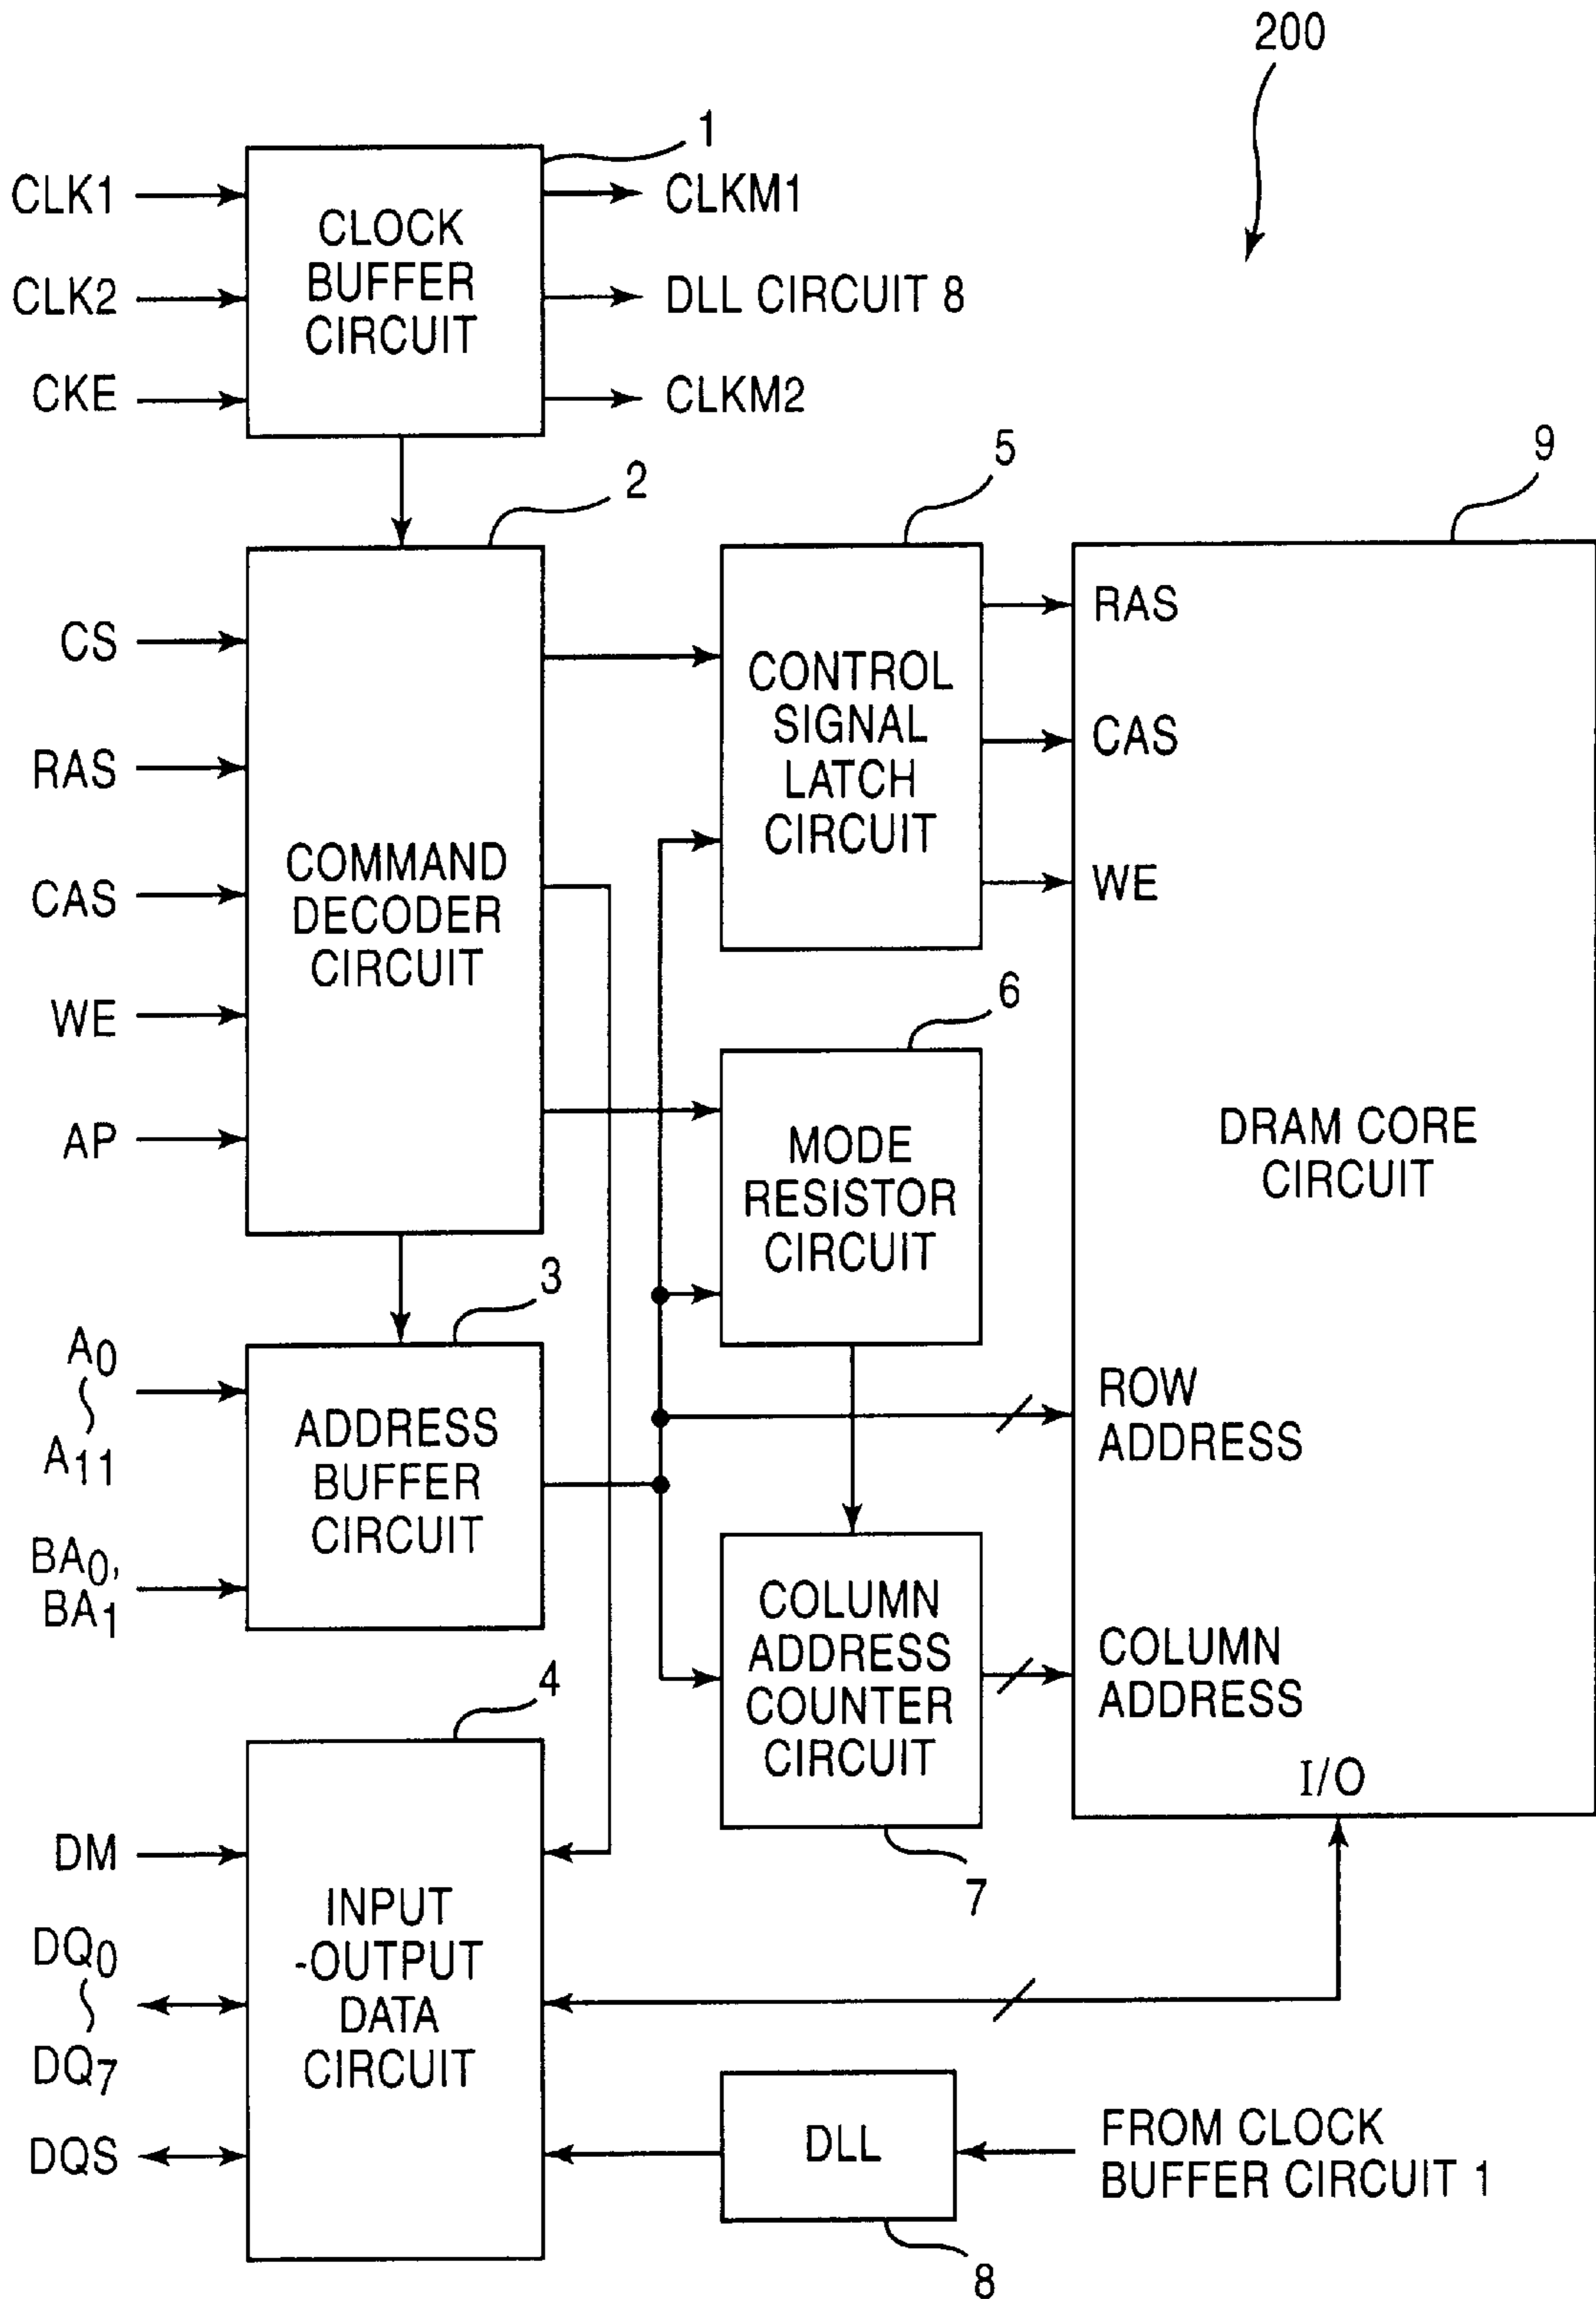 200
1
CLK1
CLK2
CKE
CLOCK
BUFFER
CIRCUIT
CLKM1
DLL CIRCUIT 8
CLKM2
2
CS
RAS
CAS
WE
AP
COMMAND
DECODER
CIRCUIT
5
CONTROL
SIGNAL
LATCH
CIRCUIT
9
RAS
CAS
WE
DRAM CORE
CIRCUIT
ROW
ADDRESS
COLUMN
ADDRESS
I/O
6
MODE
RESISTOR
CIRCUIT
3
A0
A11
BA0,
BA1
ADDRESS
BUFFER
CIRCUIT
COLUMN
ADDRESS
COUNTER
CIRCUIT
7
4
DM
DQ0
DQ7
DQS
INPUT
-OUTPUT
DATA
CIRCUIT
DLL
8
FROM CLOCK
BUFFER CIRCUIT 1